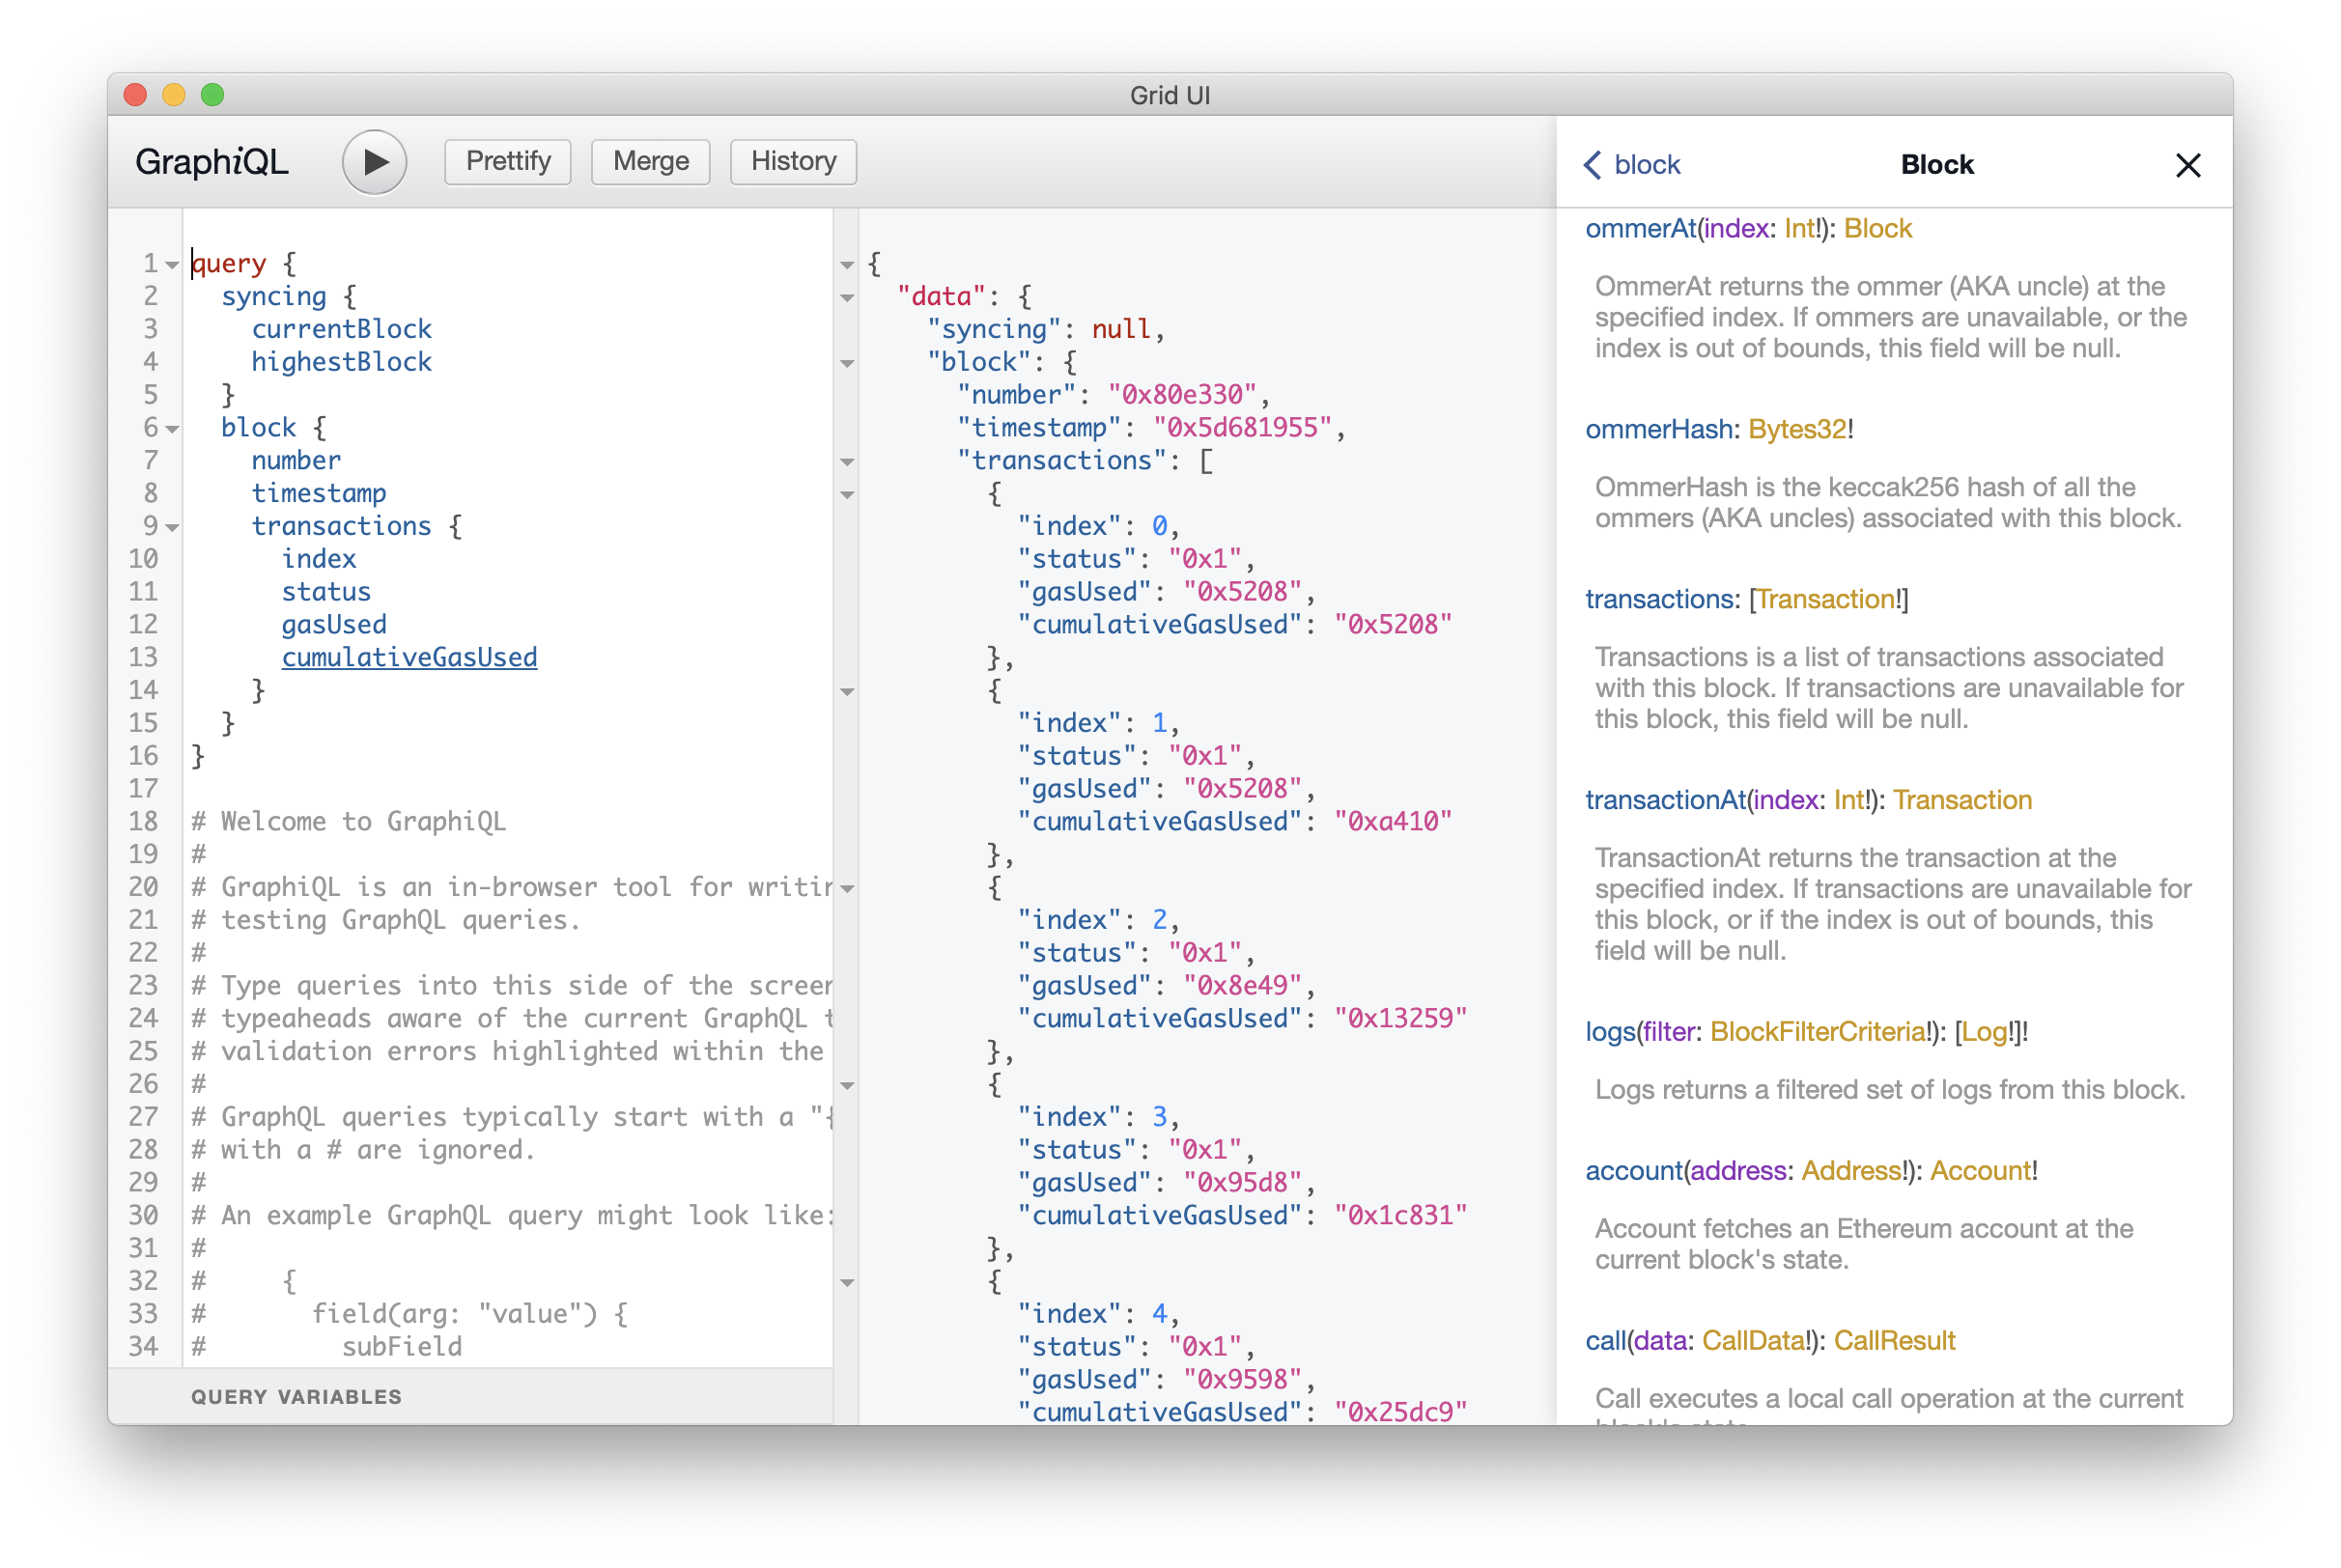 Grid UI
GraphiQL
Prettify
Merge
History
block
Block
1 query {
2 syncing {
3 currentBlock
4 highestBlock
5 }
6 block {
7 number
8 timestamp
9 transactions {
10 index
11 status
12 gasUsed
13 cumulativeGasUsed
14 }
15 }
16 }
17
18 # Welcome to GraphiQL
19 #
20 # GraphiQL is an in-browser tool for writin
21 # testing GraphQL queries.
22 #
23 # Type queries into this side of the screen
24 # typeaheads aware of the current GraphQL t
25 # validation errors highlighted within the
26 #
27 # GraphQL queries typically start with a "{
28 # with a # are ignored.
29 #
30 # An example GraphQL query might look like:
31 #
32 # {
33 # field(arg: "value") {
34 # subField
QUERY VARIABLES
{
"data": {
"syncing": null,
"block": {
"number": "0x80e330",
"timestamp": "0x5d681955",
"transactions": [
{
"index": 0,
"status": "0x1",
"gasUsed": "0x5208",
"cumulativeGasUsed": "0x5208"
},
{
"index": 1,
"status": "0x1",
"gasUsed": "0x5208",
"cumulativeGasUsed": "0xa410"
},
{
"index": 2,
"status": "0x1",
"gasUsed": "0x8e49",
"cumulativeGasUsed": "0x13259"
},
{
"index": 3,
"status": "0x1",
"gasUsed": "0x95d8",
"cumulativeGasUsed": "0x1c831"
},
{
"index": 4,
"status": "0x1",
"gasUsed": "0x9598",
"cumulativeGasUsed": "0x25dc9"
ommerAt(index: Int!): Block
OmmerAt returns the ommer (AKA uncle) at the
specified index. If ommers are unavailable, or the
index is out of bounds, this field will be null.
ommerHash: Bytes32!
OmmerHash is the keccak256 hash of all the
ommers (AKA uncles) associated with this block.
transactions: [Transaction!]
Transactions is a list of transactions associated
with this block. If transactions are unavailable for
this block, this field will be null.
transactionAt(index: Int!): Transaction
TransactionAt returns the transaction at the
specified index. If transactions are unavailable for
this block, or if the index is out of bounds, this
field will be null.
logs(filter: BlockFilterCriteria!): [Log!]!
Logs returns a filtered set of logs from this block.
account(address: Address!): Account!
Account fetches an Ethereum account at the
current block's state.
call(data: CallData!): CallResult
Call executes a local call operation at the current